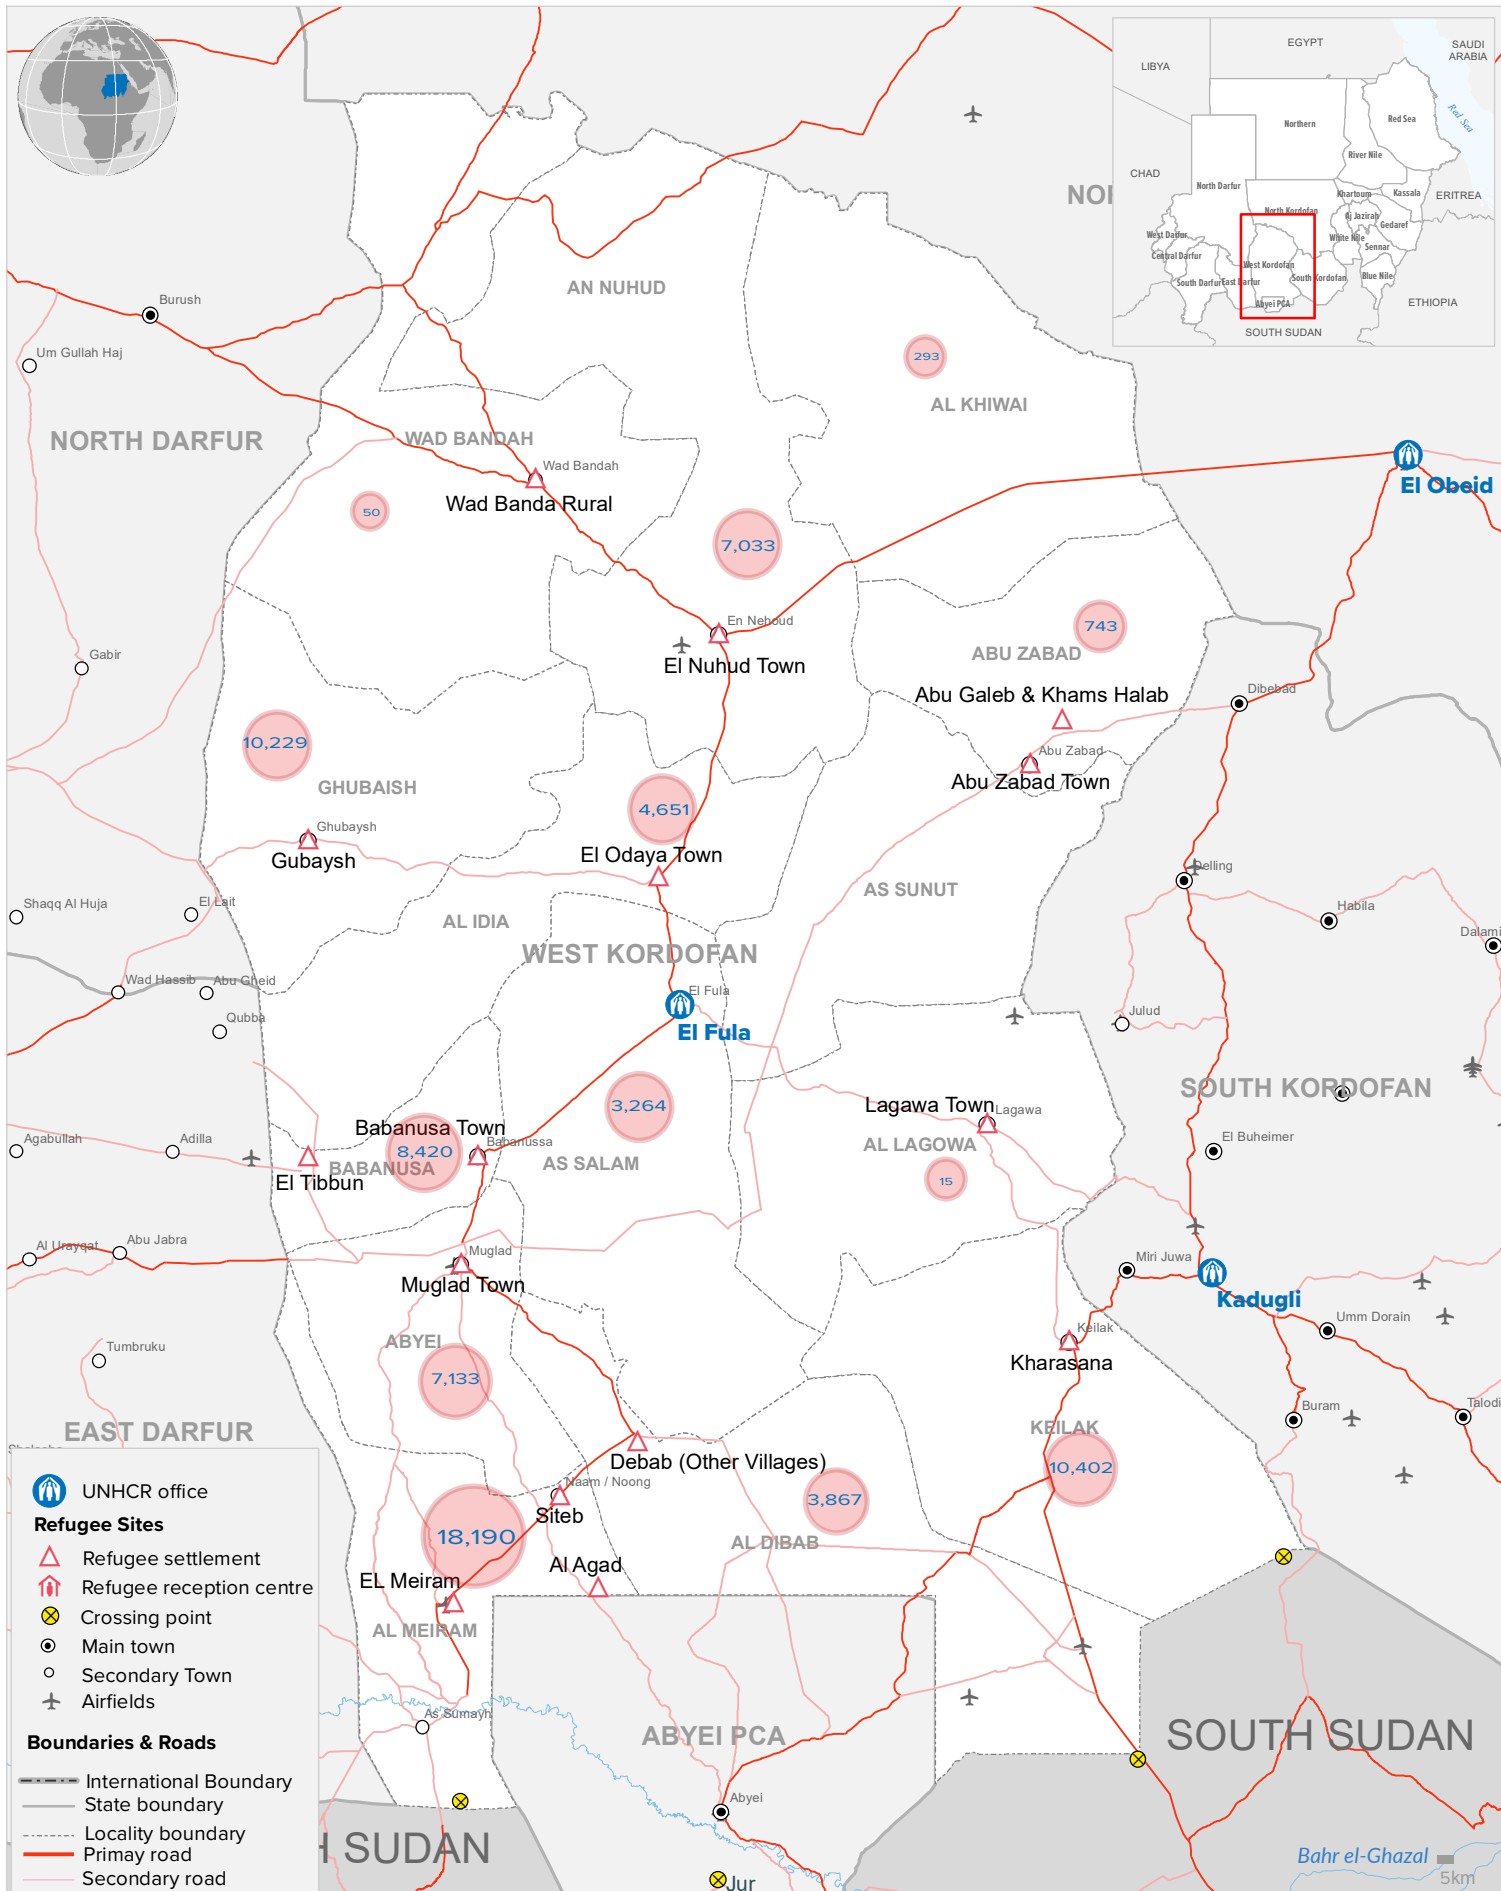 EGYPT
SAUDI
ARABIA
LIBYA
Red Sea
Northern
Red Sea
River Nile
CHAD
North Darfur
Khartoum
Kassala
ERITREA
North Kordofan
Aj Jazirah
Gedaref
West Darfur
White Nile
Sennar
Central Darfur
West Kordofan
South Kordofan
Blue Nile
South Darfur
East Darfur
Abyei PCA
ETHIOPIA
SOUTH SUDAN
NOR
AN NUHUD
Burush
Um Gullah Haj
293
AL KHIWAI
NORTH DARFUR
WAD BANDAH
Wad Bandah
Wad Banda Rural
El Obeid
50
7,033
En Nehoud
El Nuhud Town
743
ABU ZABAD
Gabir
Abu Galeb & Khams Halab
Dibebad
10,229
Abu Zabad
Abu Zabad Town
GHUBAISH
4,651
Ghubaysh
Gubaysh
El Odaya Town
Delling
AS SUNUT
Shaqq Al Huja
El Lait
AL IDIA
Habila
Dalami
WEST KORDOFAN
Wad Hassib
Abu Gheid
El Fula
El Fula
Qubba
Julud
SOUTH KORDOFAN
3,264
Lagawa Town
Lagawa
Babanusa Town
8,420
Babanussa
AL LAGOWA
Agabullah
Adilla
El Buheimer
BABANUSA
AS SALAM
El Tibbun
15
Al Urayqat
Abu Jabra
Muglad
Muglad Town
Miri Juwa
Kadugli
Umm Dorain
Tumbruku
ABYEI
Keilak
Kharasana
7,133
Buram
Talodi
EAST DARFUR
KEILAK
Debab (Other Villages)
10,402
Naam / Noong
3,867
Siteb
18,190
AL DIBAB
EL Meiram
Al Agad
AL MEIRAM
As Sumayh
ABYEI PCA
SOUTH SUDAN
Abyei
H SUDAN
Jur
Bahr el-Ghazal
5km
UNHCR office
Refugee Sites
Refugee settlement
Refugee reception centre
Crossing point
Main town
Secondary Town
Airfields
Boundaries & Roads
International Boundary
State boundary
Locality boundary
Primay road
Secondary road